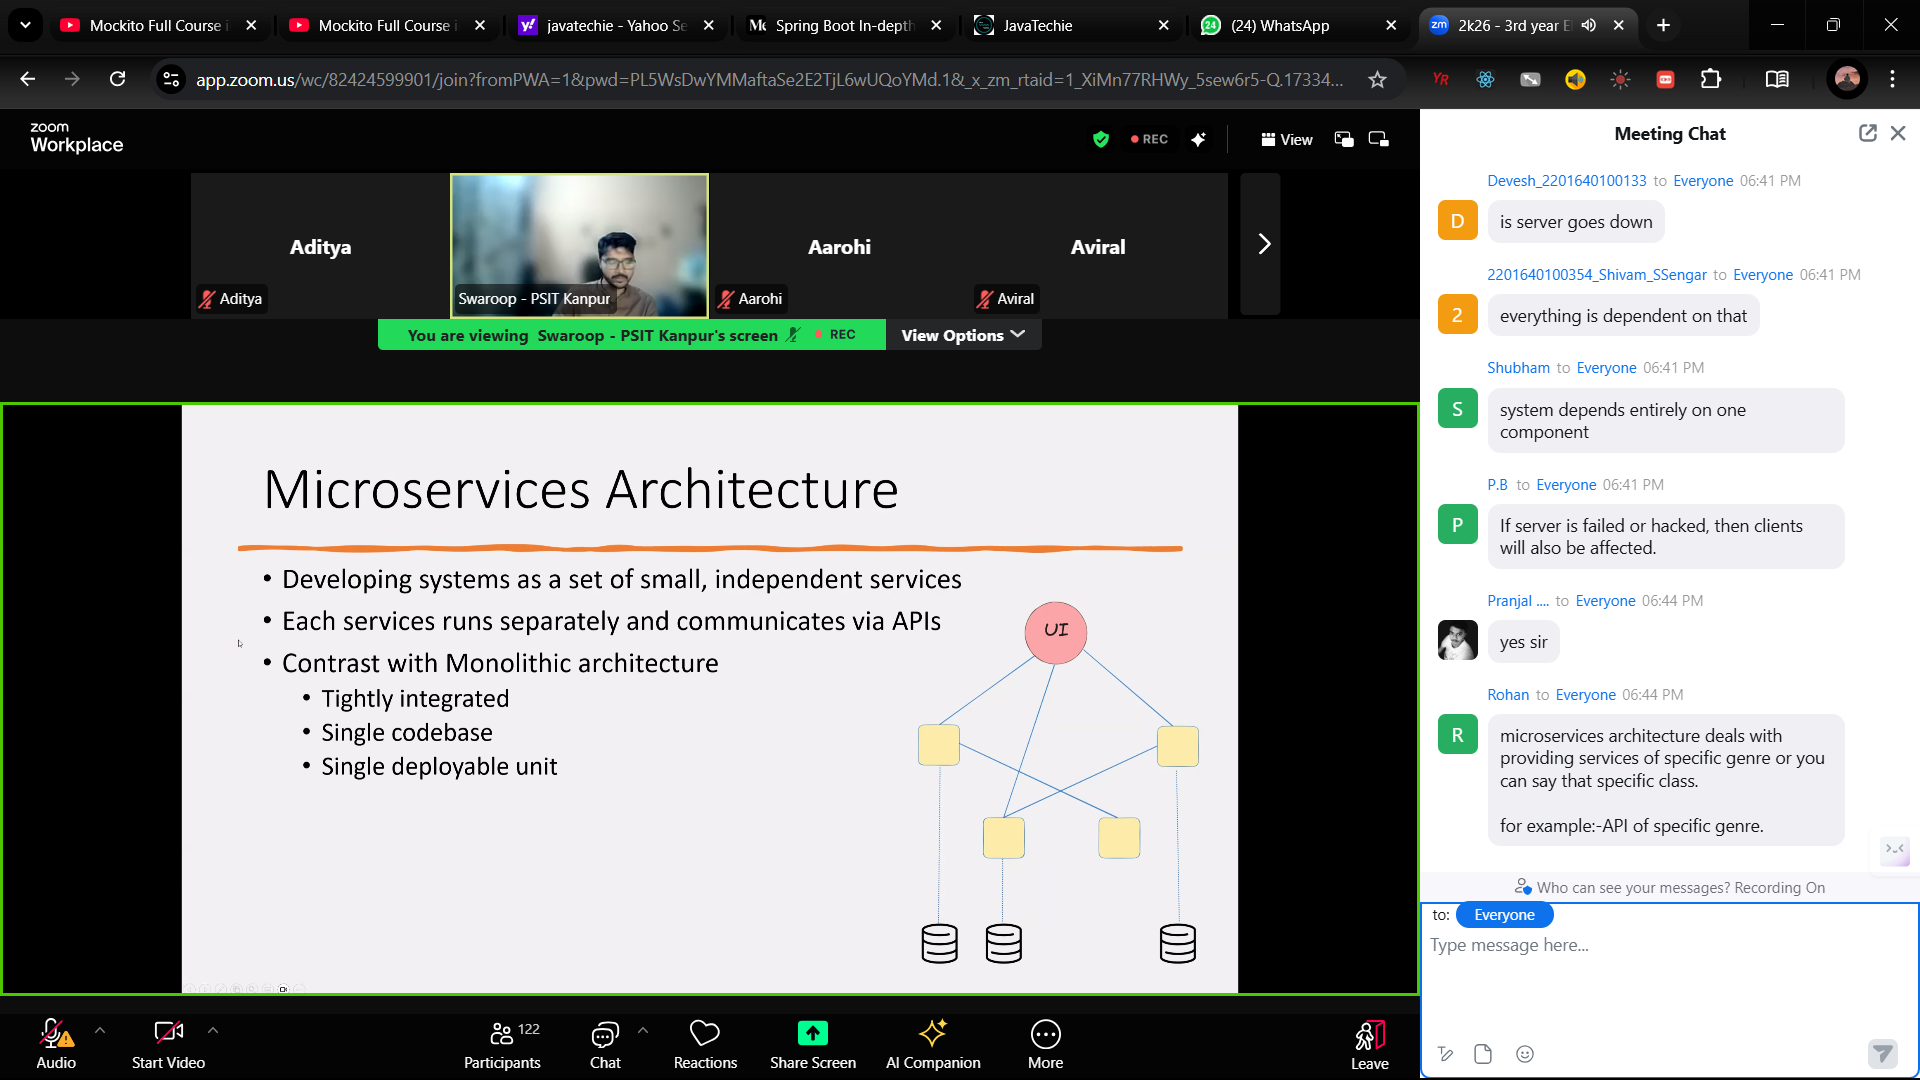 Mockito Full Course i
Mockito Full Course i
javatechie - Yahoo Se
Spring Boot In-depth
JavaTechie
(24) WhatsApp
2k26 - 3rd year
app.zoom.us/wc/82424599901/join?fromPWA=1&pwd=PL5WsDwYMMaftaSe2E2TjL6wUQoYMd.1&_x_zm_rtaid=1_XiMn77RHWy_5sew6r5-Q.17334...
zoom
Workplace
REC
View
Aditya
Aditya
Swaroop - PSIT Kanpur
Aarohi
Aarohi
Aviral
Aviral
You are viewing Swaroop - PSIT Kanpur's screen
REC
View Options
Microservices Architecture
• Developing systems as a set of small, independent services
• Each services runs separately and communicates via APIs
• Contrast with Monolithic architecture
• Tightly integrated
• Single codebase
• Single deployable unit
UI
Audio
Start Video
122
Participants
Chat
Reactions
Share Screen
AI Companion
More
Leave
Meeting Chat
Devesh_2201640100133 to Everyone 06:41 PM
D
is server goes down
2201640100354_Shivam_SSengar to Everyone 06:41 PM
2
everything is dependent on that
Shubham to Everyone 06:41 PM
S
system depends entirely on one
component
P.B to Everyone 06:41 PM
P
If server is failed or hacked, then clients
will also be affected.
Pranjal .... to Everyone 06:44 PM
yes sir
Rohan to Everyone 06:44 PM
R
microservices architecture deals with
providing services of specific genre or you
can say that specific class.
for example:-API of specific genre.
Who can see your messages? Recording On
to: Everyone
Type message here...